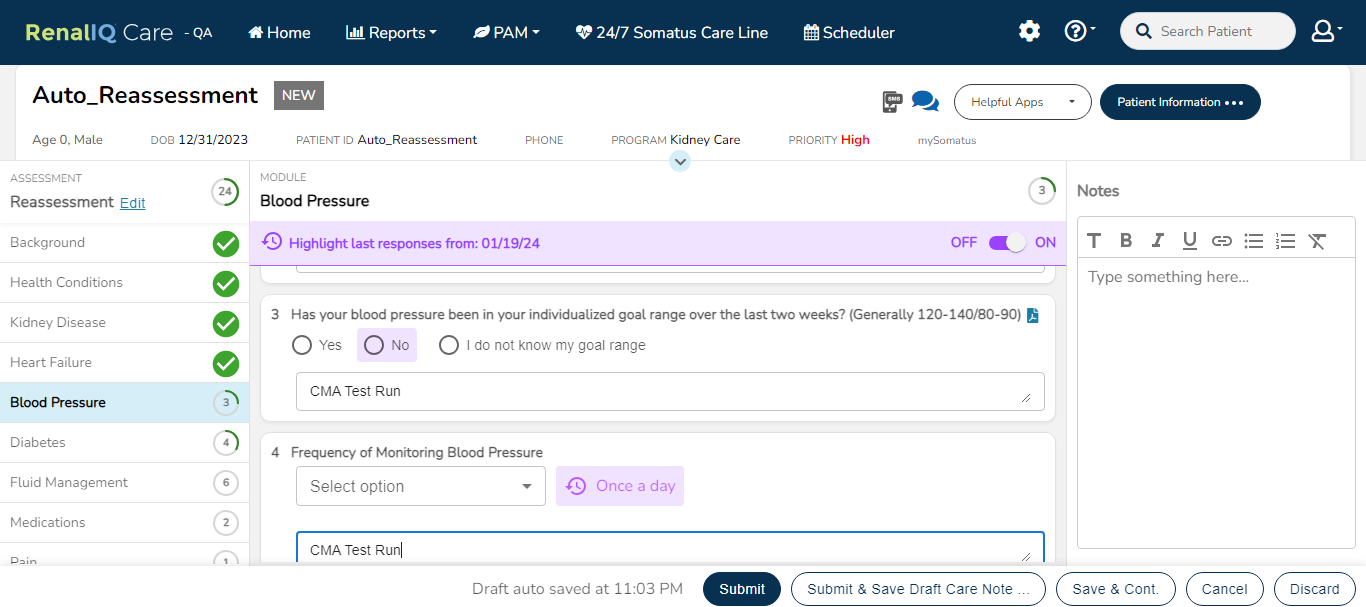 RenalIQ Care - QA Home Reports PAM 24/7 Somatus Care Line Scheduler Search Patient
Auto_Reassessment NEW
SMS Helpful Apps Patient Information
Age 0, Male DOB 12/31/2023 PATIENT ID Auto_Reassessment PHONE PROGRAM Kidney Care PRIORITY High mySomatus
ASSESSMENT
Reassessment Edit 24
Background
Health Conditions
Kidney Disease
Heart Failure
Blood Pressure 3
Diabetes 4
Fluid Management 6
Medications 2
Pain 1
MODULE
Blood Pressure 3
Highlight last responses from: 01/19/24 OFF ON
3 Has your blood pressure been in your individualized goal range over the last two weeks? (Generally 120-140/80-90)
Yes No I do not know my goal range
CMA Test Run
4 Frequency of Monitoring Blood Pressure
Select option Once a day
CMA Test Run
Notes
Type something here...
Draft auto saved at 11:03 PM Submit Submit & Save Draft Care Note ... Save & Cont. Cancel Discard